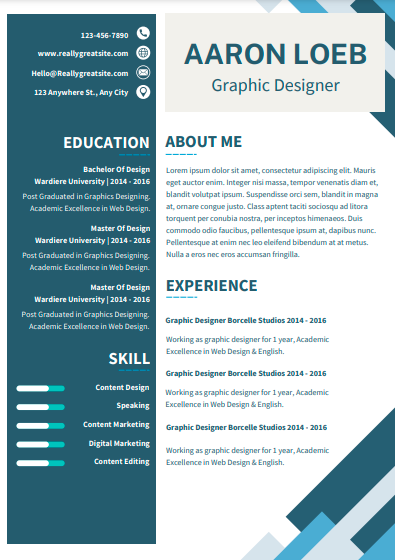 123-456-7890
www.reallygreatsite.com
Hello@Reallygreatsite.com
123 Anywhere St., Any City
AARON LOEB
Graphic Designer
EDUCATION
Bachelor Of Design
Wardiere University | 2014 - 2016
Post Graduated in Graphics Designing.
Academic Excellence in Web Design.
Master Of Design
Wardiere University | 2014 - 2016
Post Graduated in Graphics Designing.
Academic Excellence in Web Design.
Master Of Design
Wardiere University | 2014 - 2016
Post Graduated in Graphics Designing.
Academic Excellence in Web Design.
SKILL
Content Design
Speaking
Content Marketing
Digital Marketing
Content Editing
ABOUT ME
Lorem ipsum dolor sit amet, consectetur adipiscing elit. Mauris
eget auctor enim. Integer nisi massa, tempor venenatis diam et,
blandit volutpat ipsum. Suspendisse orci sem, blandit in magna
at, ornare congue justo. Class aptent taciti sociosqu ad litora
torquent per conubia nostra, per inceptos himenaeos. Duis
commodo odio faucibus, pellentesque ipsum at, dapibus nunc.
Pellentesque at enim nec leo eleifend bibendum at at metus.
Nulla a eros nec eros accumsan fringilla.
EXPERIENCE
Graphic Designer Borcelle Studios 2014 - 2016
Working as graphic designer for 1 year, Academic
Excellence in Web Design & English.
Graphic Designer Borcelle Studios 2014 - 2016
Working as graphic designer for 1 year, Academic
Excellence in Web Design & English.
Graphic Designer Borcelle Studios 2014 - 2016
Working as graphic designer for 1 year, Academic
Excellence in Web Design & English.